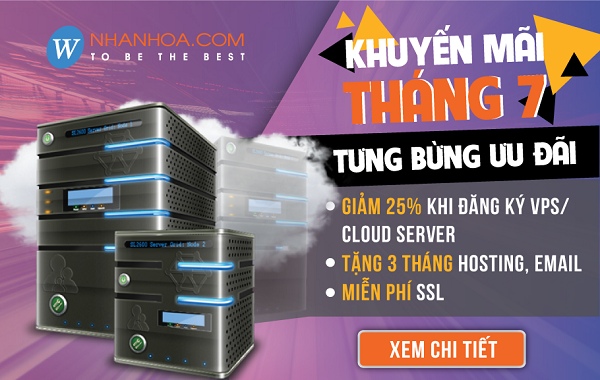 W NHANHOA.COM
TO BE THE BEST
KHUYẾN MÃI
THÁNG 7
TƯNG BỪNG ƯU ĐÃI
• GIẢM 25% KHI ĐĂNG KÝ VPS/
CLOUD SERVER
• TẶNG 3 THÁNG HOSTING, EMAIL
• MIỄN PHÍ SSL
XEM CHI TIẾT